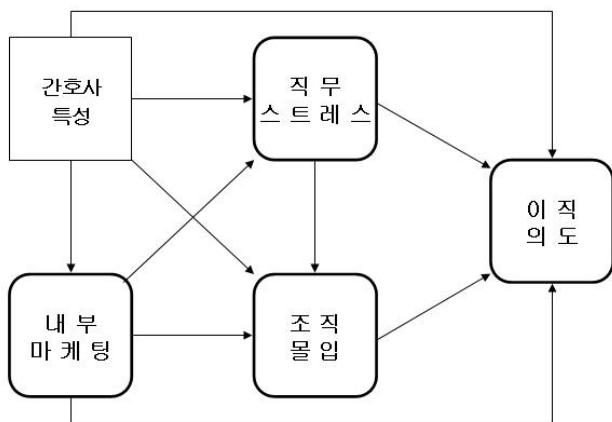 간호사
특성
직 무
스 트 레 스
이 직
의 도
내 부
마 케 팅
조 직
몰 입